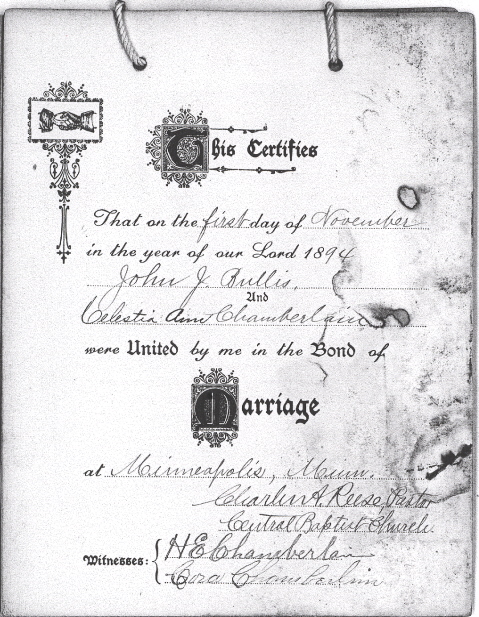 This Certifies
That on the first day of November
in the year of our Lord 1894
John J Bullis.
And
Celestia Ann Chamberlain
were United by me in the Bond of
Marriage
at Minneapolis, Minn.
Charles A. Reese, Pastor
Central Baptist Church.
Witnesses: H E Chamberlain
Cora Chamberlain